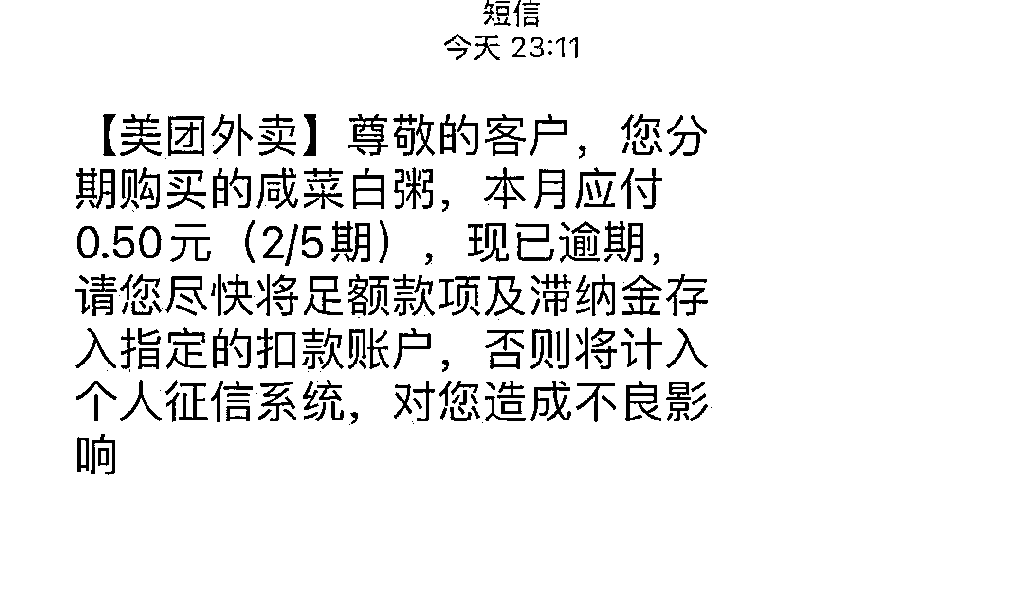 短信
今天 23:11
【美团外卖】尊敬的客户，您分
期购买的咸菜白粥，本月应付
0.50元（2/5期），现已逾期，
请您尽快将足额款项及滞纳金存
入指定的扣款账户，否则将计入
个人征信系统，对您造成不良影
响